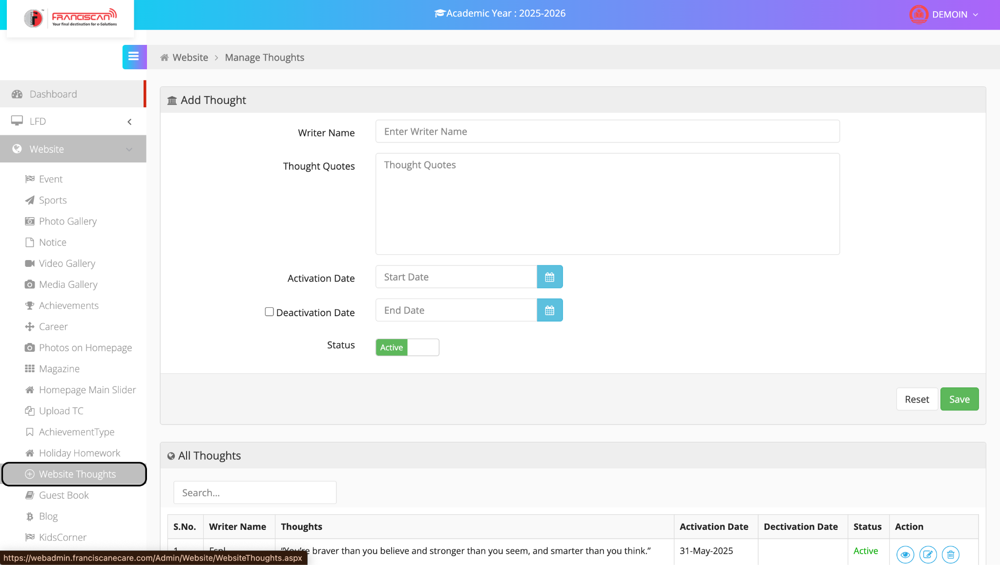 FRANCISCAN
Your final destination for e-Solutions
Academic Year : 2025-2026
DEMOIN
Website > Manage Thoughts
Dashboard
LFD
Website
Event
Sports
Photo Gallery
Notice
Video Gallery
Media Gallery
Achievements
Career
Photos on Homepage
Magazine
Homepage Main Slider
Upload TC
AchievementType
Holiday Homework
Website Thoughts
Guest Book
Blog
KidsCorner
Add Thought
Writer Name
Enter Writer Name
Thought Quotes
Thought Quotes
Activation Date
Start Date
Deactivation Date
End Date
Status
Active
Reset
Save
All Thoughts
Search...
S.No. Writer Name Thoughts Activation Date Dectivation Date Status Action
“You’re braver than you believe and stronger than you seem, and smarter than you think.” 31-May-2025 Active
https://webadmin.franciscanecare.com/Admin/Website/WebsiteThoughts.aspx